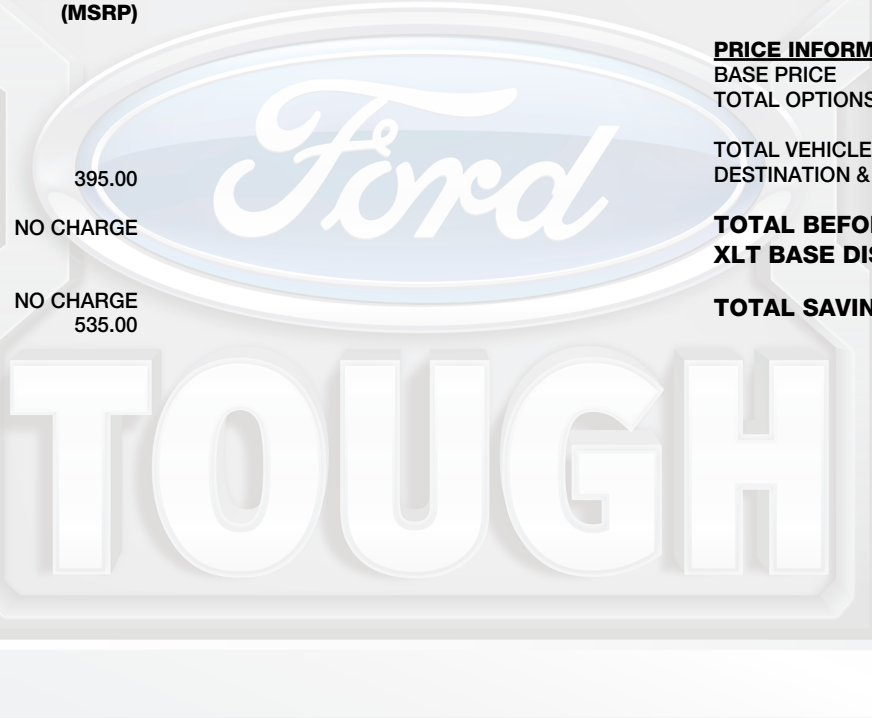 (MSRP)
395.00
NO CHARGE
NO CHARGE
535.00
Ford
TOUGH
PRICE INFORM
BASE PRICE
TOTAL OPTIONS
TOTAL VEHICLE
DESTINATION &
TOTAL BEFO
XLT BASE DIS
TOTAL SAVIN